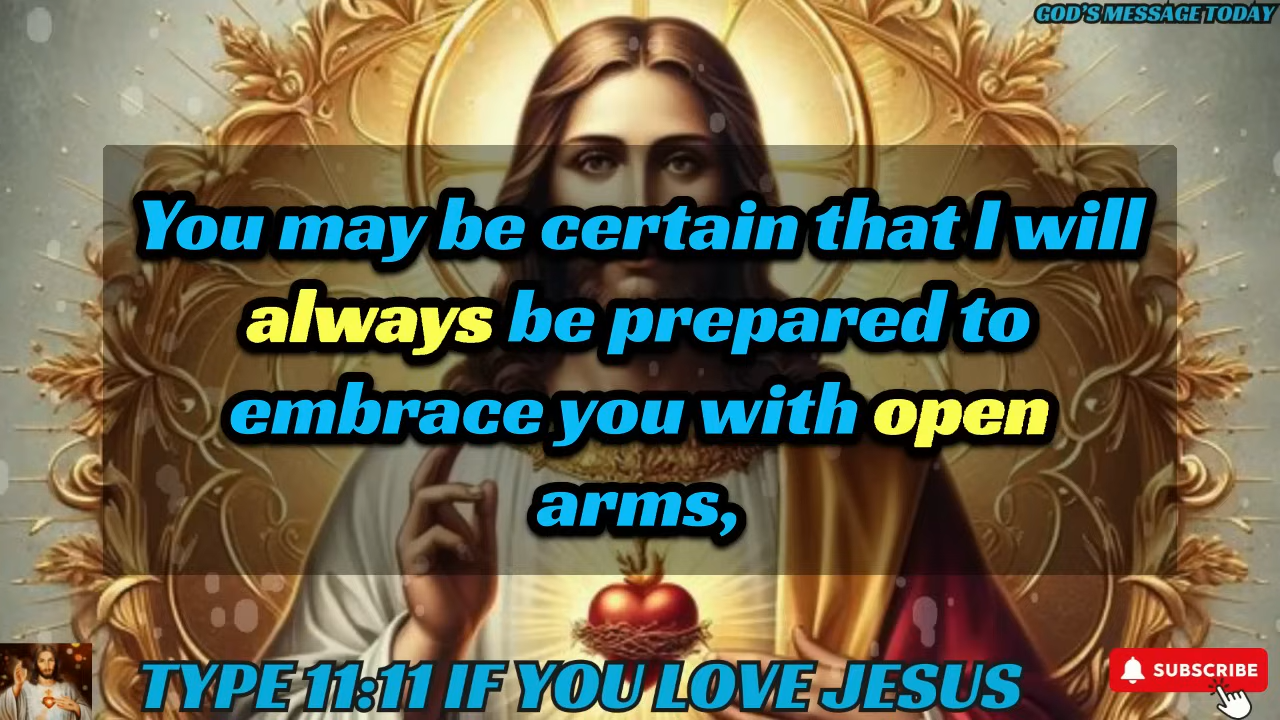 GOD'S MESSAGE TODAY
You may be certain that I will
always be prepared to
embrace you with open
arms,
TYPE 11:11 IF YOU LOVE JESUS
SUBSCRIBE